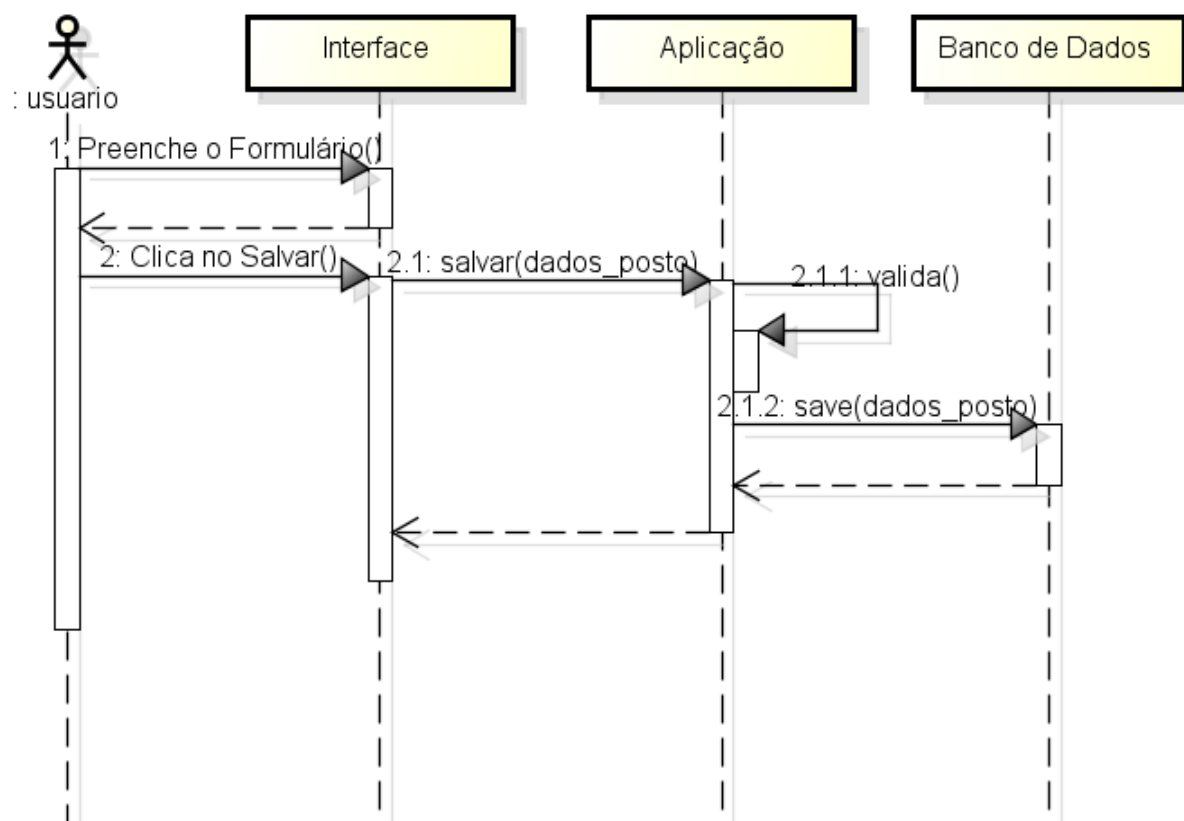 Interface
Aplicação
Banco de Dados
: usuario
1: Preenche o Formulário()
2: Clica no Salvar()
2.1: salvar(dados_posto)
2.1.1: valida()
2.1.2: save(dados_posto)